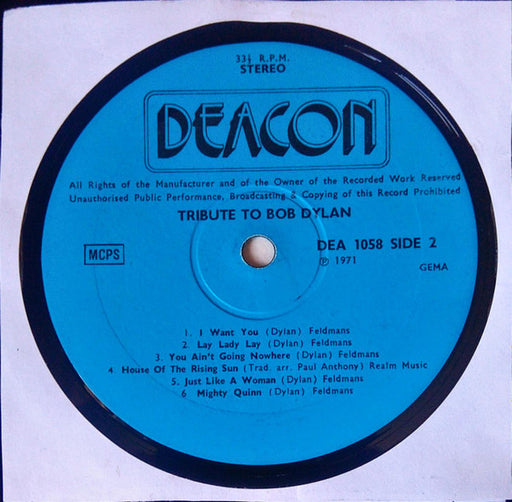 33⅓ R.P.M.
STEREO
DEACON
All Rights of the Manufacturer and of the Owner of the Recorded Work Reserved
Unauthorised Public Performance, Broadcasting & Copying of this Record Prohibited
TRIBUTE TO BOB DYLAN
MCPS
DEA 1058 SIDE 2
℗ 1971
GEMA
1. I Want You (Dylan) Feldmans
2. Lay Lady Lay (Dylan) Feldmans
3. You Ain't Going Nowhere (Dylan) Feldmans
4. House Of The Rising Sun (Trad. arr. Paul Anthony) Realm Music
5. Just Like A Woman (Dylan) Feldmans
6 Mighty Quinn (Dylan) Feldmans